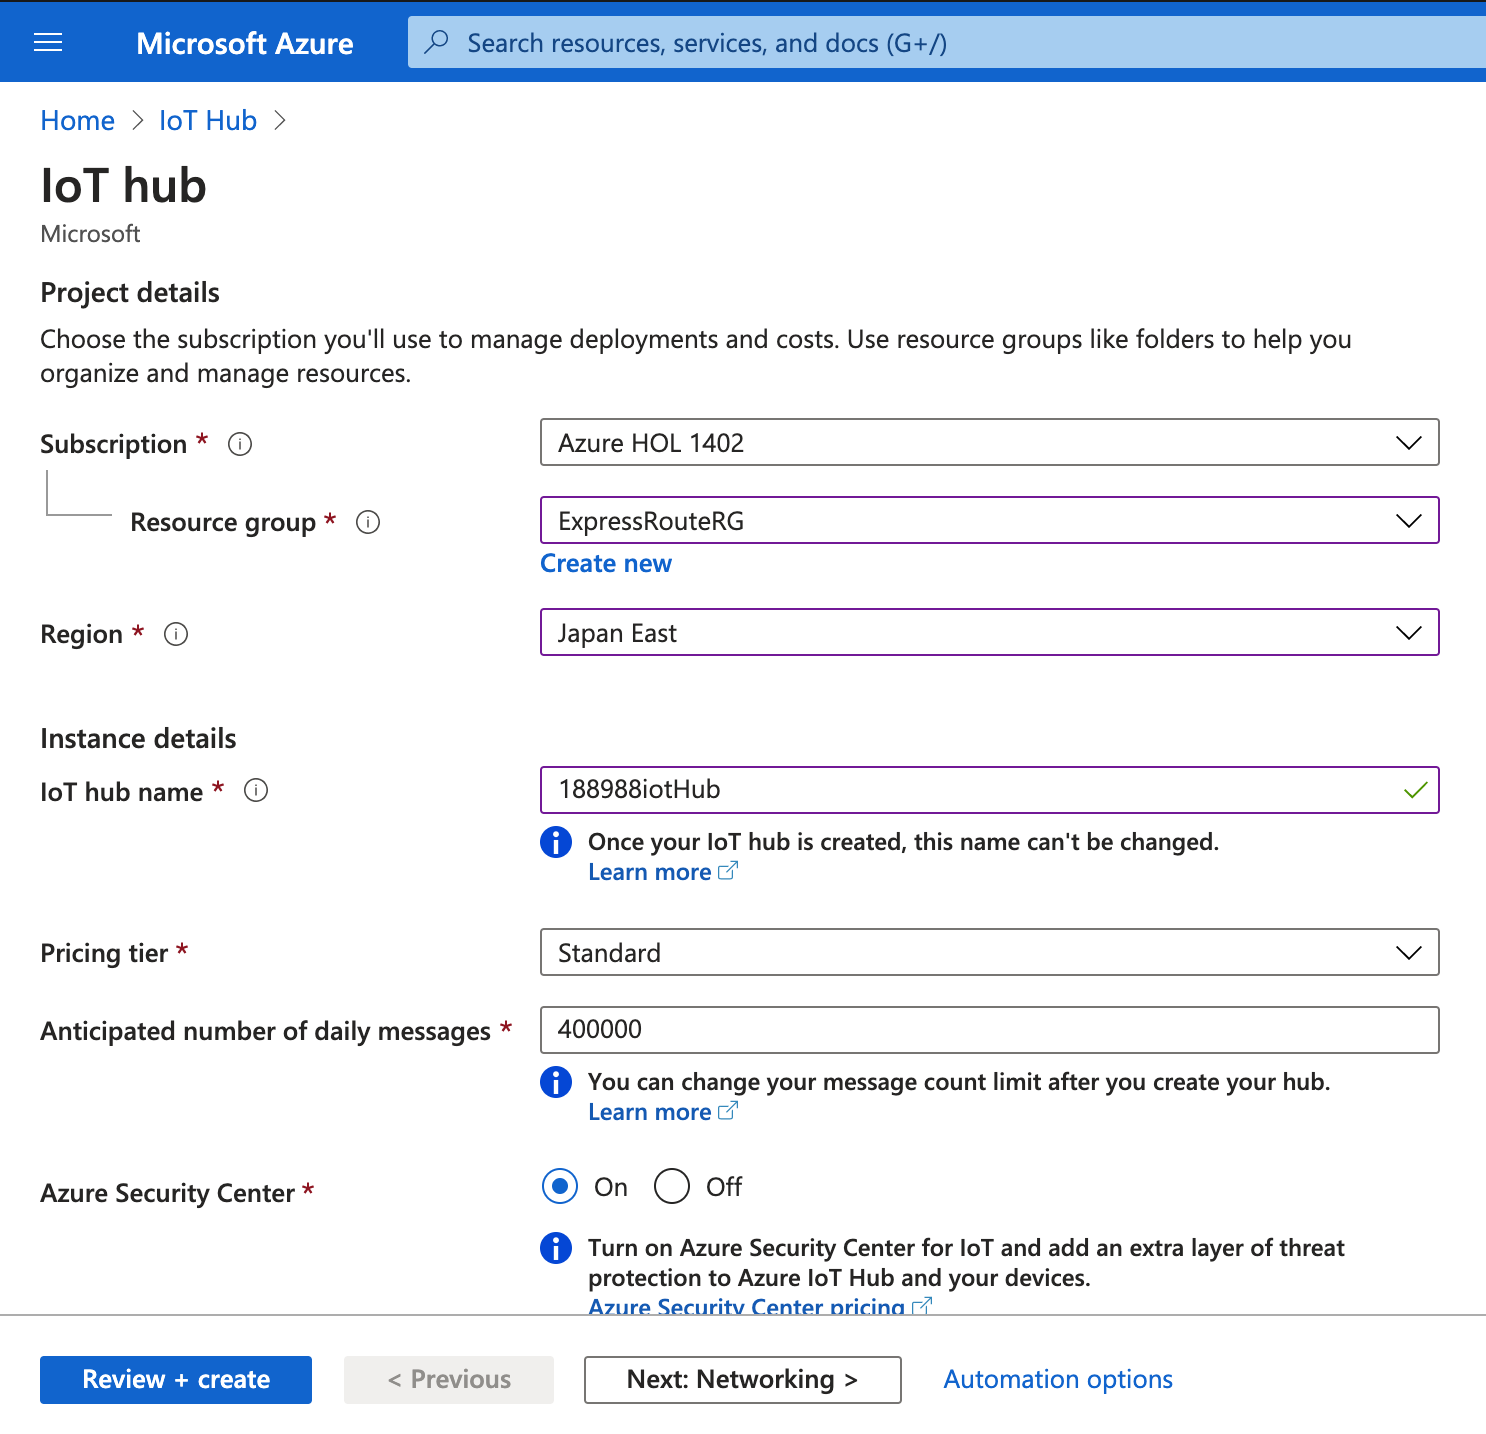 Microsoft Azure
Search resources, services, and docs (G+/)
Home > IoT Hub >
IoT hub
Microsoft
Project details
Choose the subscription you'll use to manage deployments and costs. Use resource groups like folders to help you
organize and manage resources.
Subscription *
Azure HOL 1402
Resource group *
ExpressRouteRG
Create new
Region *
Japan East
Instance details
IoT hub name *
188988iotHub
Once your IoT hub is created, this name can't be changed.
Learn more
Pricing tier *
Standard
Anticipated number of daily messages *
400000
You can change your message count limit after you create your hub.
Learn more
Azure Security Center *
On
Off
Turn on Azure Security Center for IoT and add an extra layer of threat
protection to Azure IoT Hub and your devices.
Azure Security Center pricing
Review + create
< Previous
Next: Networking >
Automation options